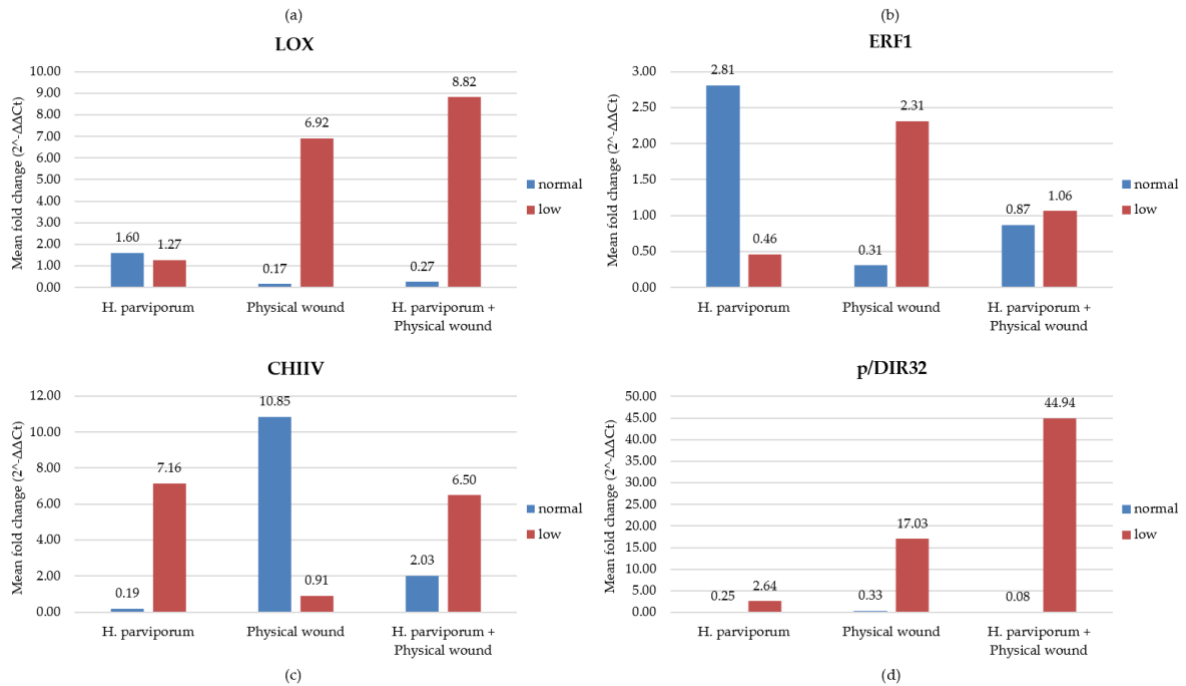 (a)
(b)
LOX
10.00
9.00
8.00
7.00
6.00
5.00
4.00
3.00
2.00
1.00
0.00
Mean fold change (2^-ΔΔCt)
1.60
1.27
0.17
6.92
0.27
8.82
H. parviporum
Physical wound
H. parviporum +
Physical wound
normal
low
ERF1
3.00
2.50
2.00
1.50
1.00
0.50
0.00
Mean fold change (2^-ΔΔCt)
2.81
0.46
0.31
2.31
0.87
1.06
H. parviporum
Physical wound
H. parviporum +
Physical wound
normal
low
CHIIV
12.00
10.00
8.00
6.00
4.00
2.00
0.00
Mean fold change (2^-ΔΔCt)
0.19
7.16
10.85
0.91
2.03
6.50
H. parviporum
Physical wound
H. parviporum +
Physical wound
normal
low
p/DIR32
50.00
45.00
40.00
35.00
30.00
25.00
20.00
15.00
10.00
5.00
0.00
Mean fold change (2^-ΔΔCt)
0.25
2.64
0.33
17.03
0.08
44.94
H. parviporum
Physical wound
H. parviporum +
Physical wound
normal
low
(c)
(d)